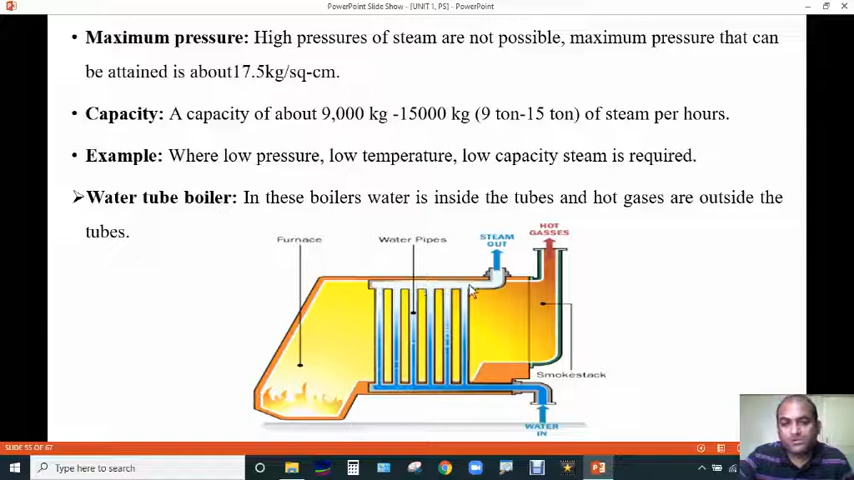 PowerPoint Slide Show - [UNIT 1, PS] - PowerPoint
• Maximum pressure: High pressures of steam are not possible, maximum pressure that can
be attained is about17.5kg/sq-cm.
• Capacity: A capacity of about 9,000 kg -15000 kg (9 ton-15 ton) of steam per hours.
• Example: Where low pressure, low temperature, low capacity steam is required.
➢Water tube boiler: In these boilers water is inside the tubes and hot gases are outside the
tubes.
Furnace
Water Pipes
STEAM
OUT
HOT
GASSES
Smokestack
WATER
IN
SLIDE 55 OF 67
Type here to search